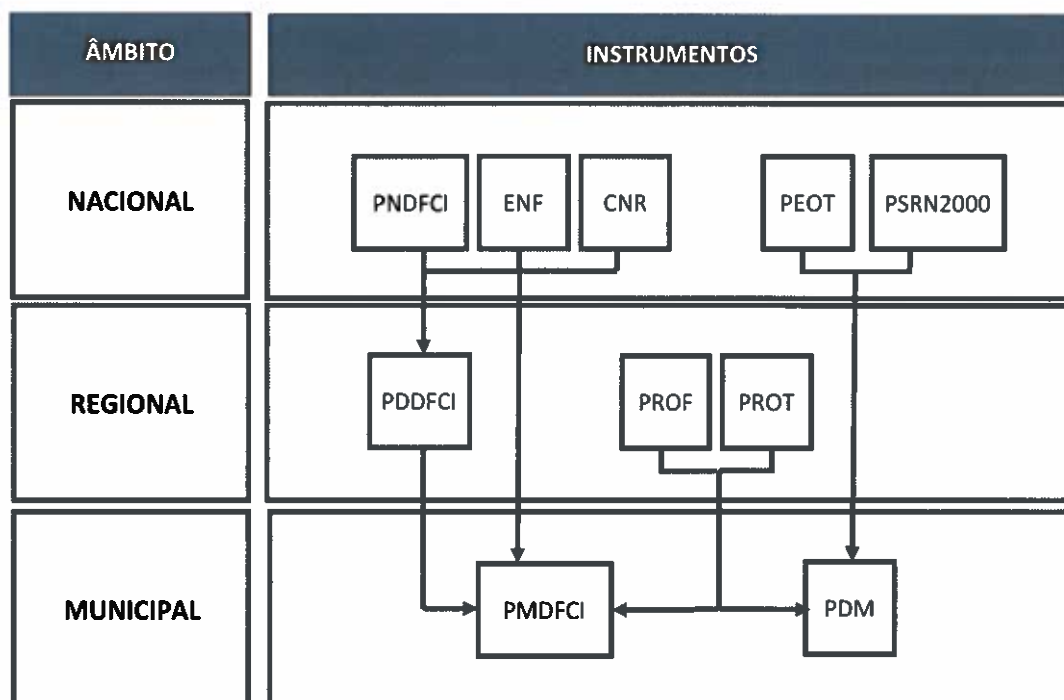 ÂMBITO
INSTRUMENTOS
NACIONAL
PNDFCI
ENF
CNR
PEOT
PSRN2000
REGIONAL
PDDFCI
PROF
PROT
MUNICIPAL
PMDFCI
PDM